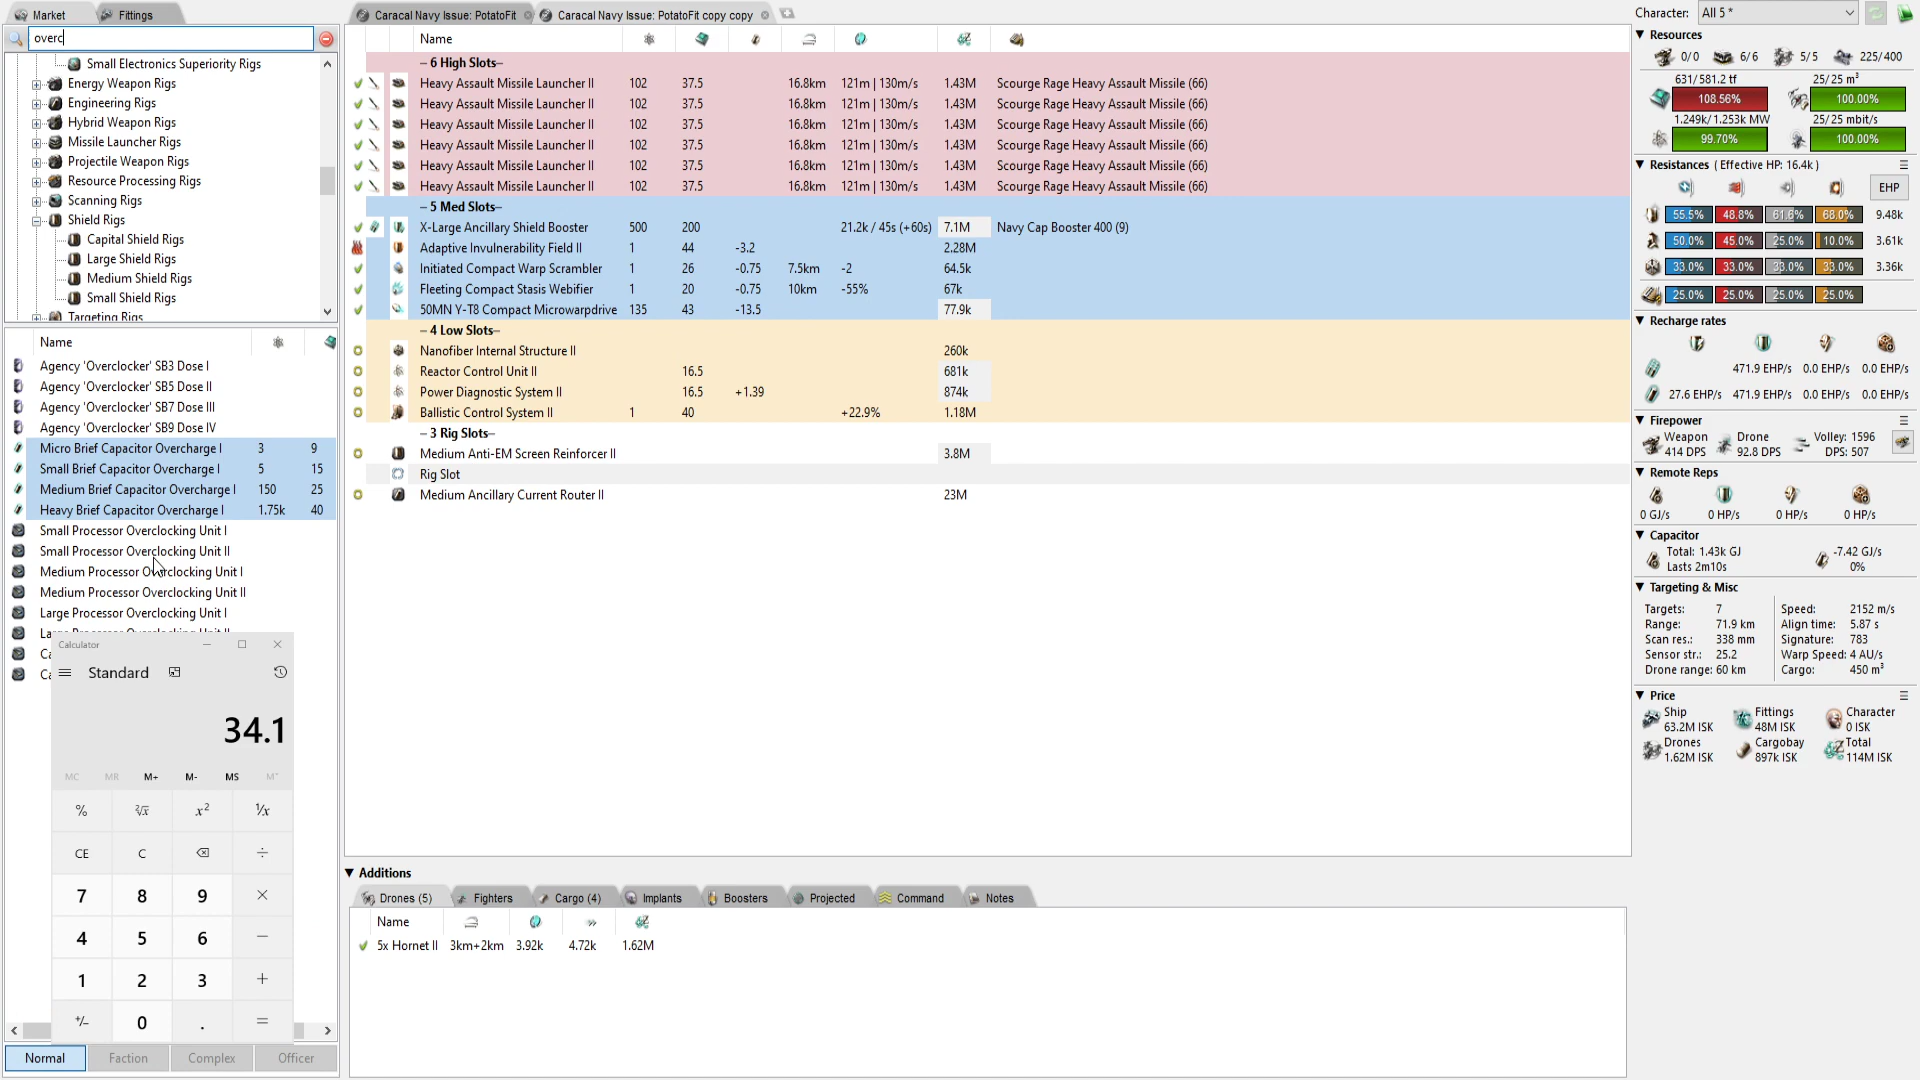 Market
Fittings
overc
Small Electronics Superiority Rigs
Energy Weapon Rigs
Engineering Rigs
Hybrid Weapon Rigs
Missile Launcher Rigs
Projectile Weapon Rigs
Resource Processing Rigs
Scanning Rigs
Shield Rigs
Capital Shield Rigs
Large Shield Rigs
Medium Shield Rigs
Small Shield Rigs
Targeting Rigs
Name
Agency 'Overclocker' SB3 Dose I
Agency 'Overclocker' SB5 Dose II
Agency 'Overclocker' SB7 Dose III
Agency 'Overclocker' SB9 Dose IV
Micro Brief Capacitor Overcharge I 3 9
Small Brief Capacitor Overcharge I 5 15
Medium Brief Capacitor Overcharge I 150 25
Heavy Brief Capacitor Overcharge I 1.75k 40
Small Processor Overclocking Unit I
Small Processor Overclocking Unit II
Medium Processor Overclocking Unit I
Medium Processor Overclocking Unit II
Large Processor Overclocking Unit I
Large Processor Overclocking Unit II
Ca
Ca
Calculator
Standard
34.1
MC MR M+ M- MS
% ²√x x² ¹/x
CE C ⌫ ÷
7 8 9 ×
4 5 6 −
1 2 3 +
+/− 0 . =
Normal Faction Complex Officer
Caracal Navy Issue: PotatoFit
Caracal Navy Issue: PotatoFit copy copy
Name
– 6 High Slots–
Heavy Assault Missile Launcher II 102 37.5 16.8km 121m | 130m/s 1.43M Scourge Rage Heavy Assault Missile (66)
Heavy Assault Missile Launcher II 102 37.5 16.8km 121m | 130m/s 1.43M Scourge Rage Heavy Assault Missile (66)
Heavy Assault Missile Launcher II 102 37.5 16.8km 121m | 130m/s 1.43M Scourge Rage Heavy Assault Missile (66)
Heavy Assault Missile Launcher II 102 37.5 16.8km 121m | 130m/s 1.43M Scourge Rage Heavy Assault Missile (66)
Heavy Assault Missile Launcher II 102 37.5 16.8km 121m | 130m/s 1.43M Scourge Rage Heavy Assault Missile (66)
Heavy Assault Missile Launcher II 102 37.5 16.8km 121m | 130m/s 1.43M Scourge Rage Heavy Assault Missile (66)
– 5 Med Slots–
X-Large Ancillary Shield Booster 500 200 21.2k / 45s (+60s) 7.1M Navy Cap Booster 400 (9)
Adaptive Invulnerability Field II 1 44 -3.2 2.28M
Initiated Compact Warp Scrambler 1 26 -0.75 7.5km -2 64.5k
Fleeting Compact Stasis Webifier 1 20 -0.75 10km -55% 67k
50MN Y-T8 Compact Microwarpdrive 135 43 -13.5 77.9k
– 4 Low Slots–
Nanofiber Internal Structure II 260k
Reactor Control Unit II 16.5 681k
Power Diagnostic System II 16.5 +1.39 874k
Ballistic Control System II 1 40 +22.9% 1.18M
– 3 Rig Slots–
Medium Anti-EM Screen Reinforcer II 3.8M
Rig Slot
Medium Ancillary Current Router II 23M
Additions
Drones (5) Fighters Cargo (4) Implants Boosters Projected Command Notes
Name
5x Hornet II 3km+2km 3.92k 4.72k 1.62M
Character: All 5 *
Resources
0/0 6/6 5/5 225/400
631/581.2 tf 25/25 m³
108.56% 100.00%
1.249k/1.253k MW 25/25 mbit/s
99.70% 100.00%
Resistances ( Effective HP: 16.4k )
EHP
55.5% 48.8% 61.6% 68.0% 9.48k
50.0% 45.0% 25.0% 10.0% 3.61k
33.0% 33.0% 33.0% 33.0% 3.36k
25.0% 25.0% 25.0% 25.0%
Recharge rates
471.9 EHP/s 0.0 EHP/s 0.0 EHP/s
27.6 EHP/s 471.9 EHP/s 0.0 EHP/s 0.0 EHP/s
Firepower
Weapon Drone Volley: 1596
414 DPS 92.8 DPS DPS: 507
Remote Reps
0 GJ/s 0 HP/s 0 HP/s 0 HP/s
Capacitor
Total: 1.43k GJ -7.42 GJ/s
Lasts 2m10s 0%
Targeting & Misc
Targets: 7 Speed: 2152 m/s
Range: 71.9 km Align time: 5.87 s
Scan res.: 338 mm Signature: 783
Sensor str.: 25.2 Warp Speed: 4 AU/s
Drone range: 60 km Cargo: 450 m³
Price
Ship Fittings Character
63.2M ISK 48M ISK 0 ISK
Drones Cargobay Total
1.62M ISK 897k ISK 114M ISK